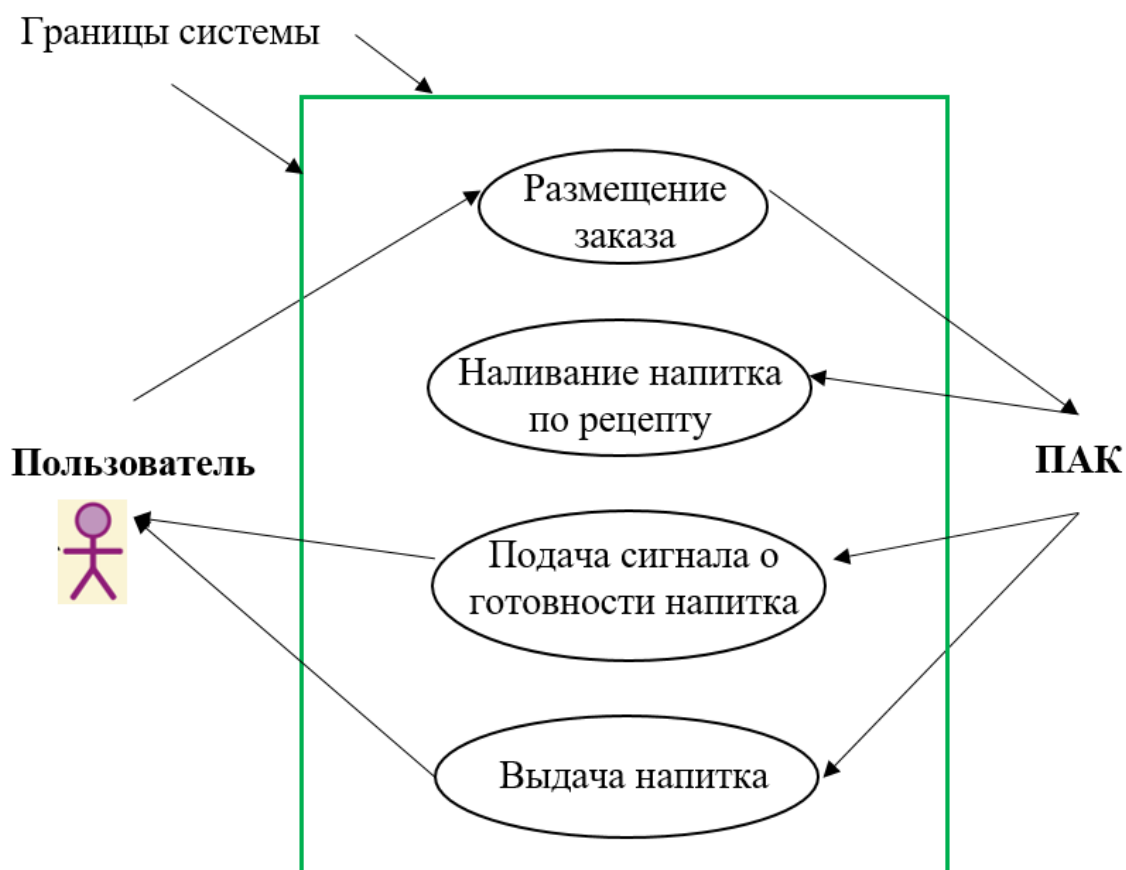 Границы системы
Размещение
заказа
Наливание напитка
по рецепту
Пользователь
ПАК
Подача сигнала о
готовности напитка
Выдача напитка